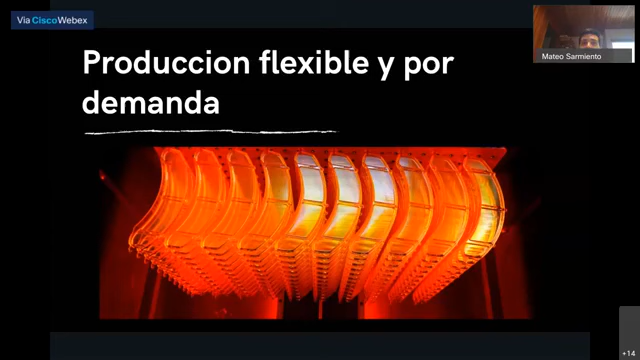 Via CiscoWebex
Produccion flexible y por
demanda
Mateo Sarmiento
+14